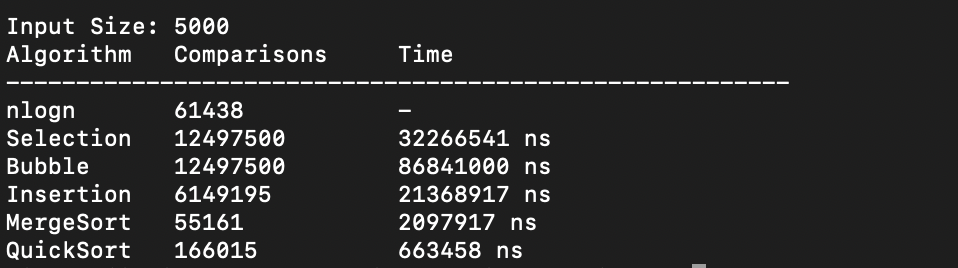 Input Size: 5000
Algorithm Comparisons Time
--------------------------------------------------------
nlogn 61438 –
Selection 12497500 32266541 ns
Bubble 12497500 86841000 ns
Insertion 6149195 21368917 ns
MergeSort 55161 2097917 ns
QuickSort 166015 663458 ns